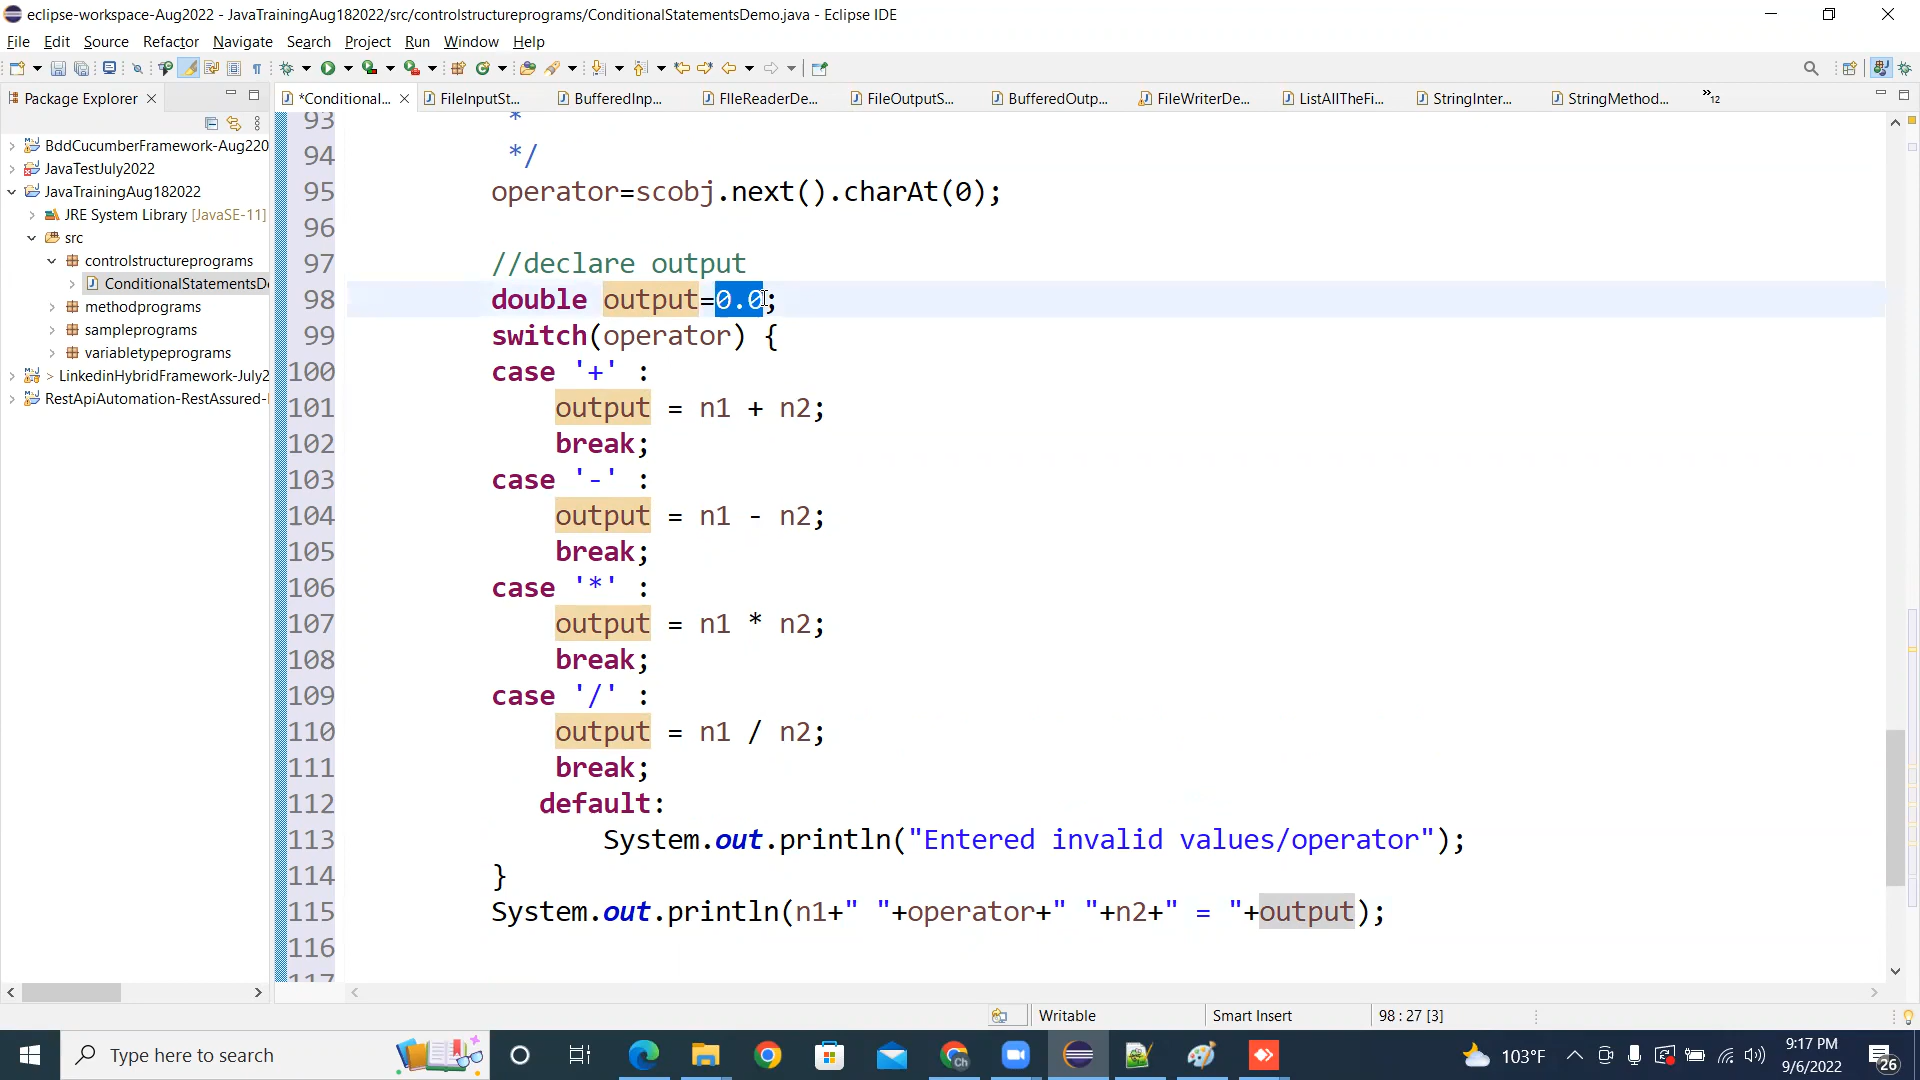 eclipse-workspace-Aug2022 - JavaTrainingAug182022/src/controlstructureprograms/ConditionalStatementsDemo.java - Eclipse IDE
File Edit Source Refactor Navigate Search Project Run Window Help
Package Explorer
*Conditional... FileInputSt... BufferedInp... FIleReaderDe... FileOutputS... BufferedOutp... FileWriterDe... ListAllTheFi... StringInter... StringMethod... »12
BddCucumberFramework-Aug220
JavaTestJuly2022
JavaTrainingAug182022
JRE System Library [JavaSE-11]
src
controlstructureprograms
ConditionalStatementsD
methodprograms
sampleprograms
variabletypeprograms
> LinkedinHybridFramework-July2
RestApiAutomation-RestAssured-
93 *
94 */
95 operator=scobj.next().charAt(0);
96
97 //declare output
98 double output=0.0;
99 switch(operator) {
100 case '+' :
101 output = n1 + n2;
102 break;
103 case '-' :
104 output = n1 - n2;
105 break;
106 case '*' :
107 output = n1 * n2;
108 break;
109 case '/' :
110 output = n1 / n2;
111 break;
112 default:
113 System.out.println("Entered invalid values/operator");
114 }
115 System.out.println(n1+" "+operator+" "+n2+" = "+output);
116
117
Writable Smart Insert 98 : 27 [3]
Type here to search
103°F
9:17 PM
9/6/2022
26